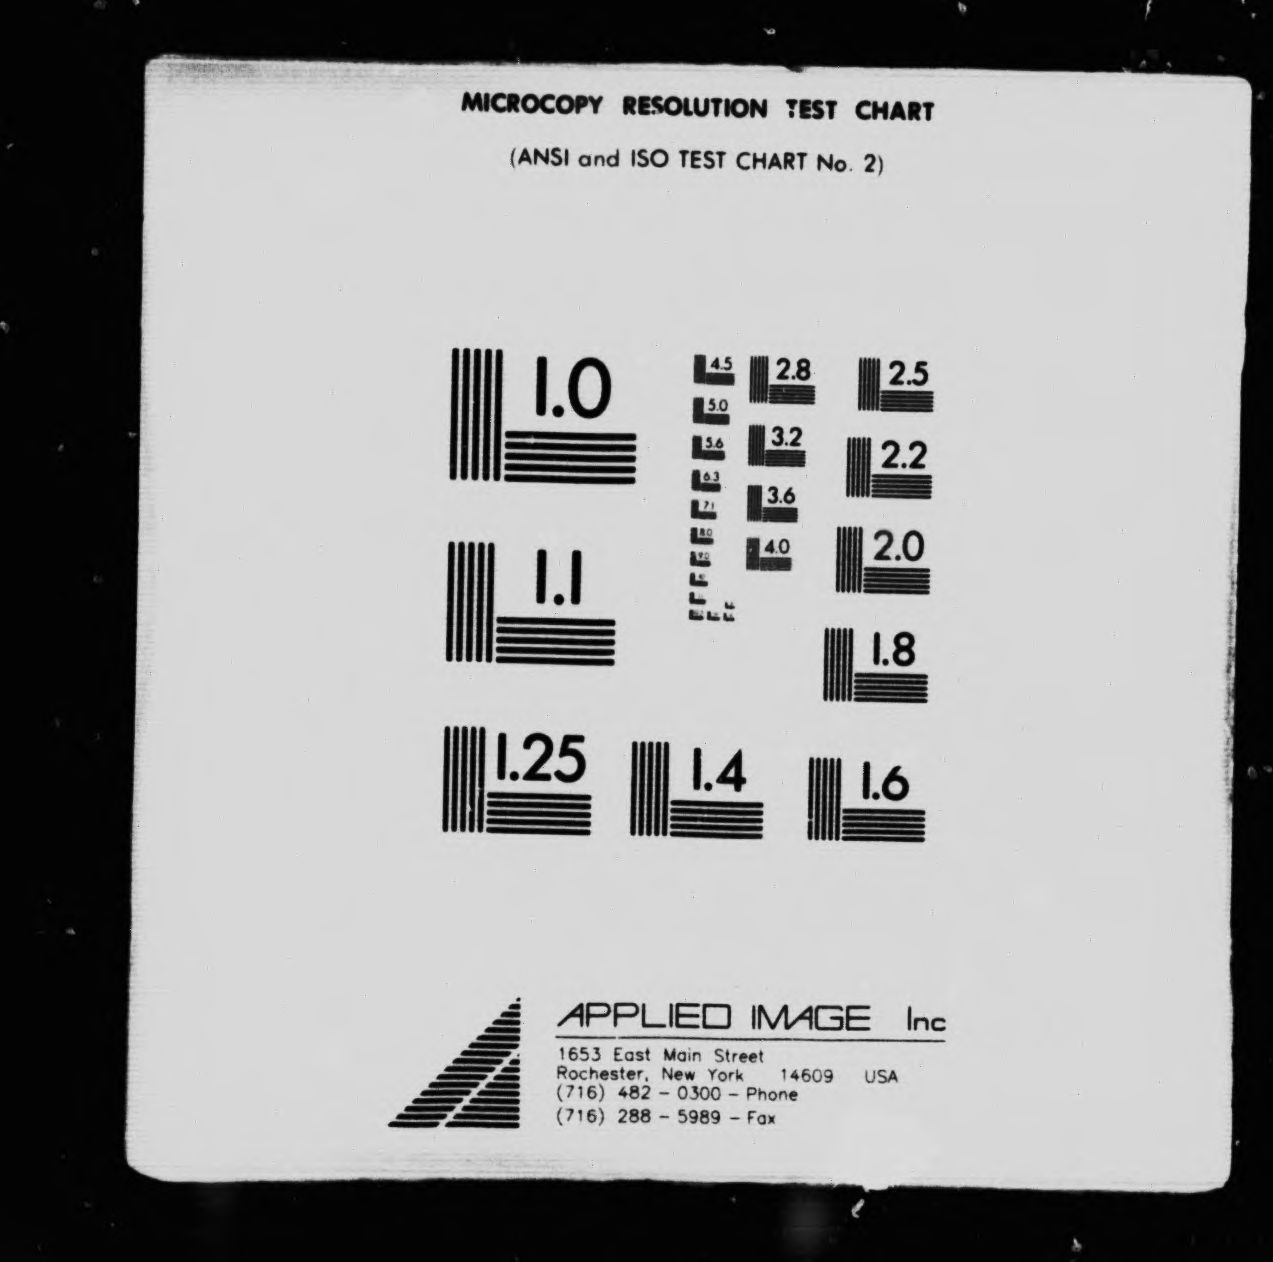 MICROCOPY RESOLUTION TEST CHART
(ANSI and ISO TEST CHART No. 2)
1.0
4.5
2.8
2.5
5.0
5.6
3.2
2.2
6.3
3.6
7.1
8.0
2.0
4.0
9.0
1.1
1.8
1.25
1.4
1.6
APPLIED IMAGE Inc
1653 East Main Street
Rochester, New York 14609 USA
(716) 482 - 0300 - Phone
(716) 288 - 5989 - Fax